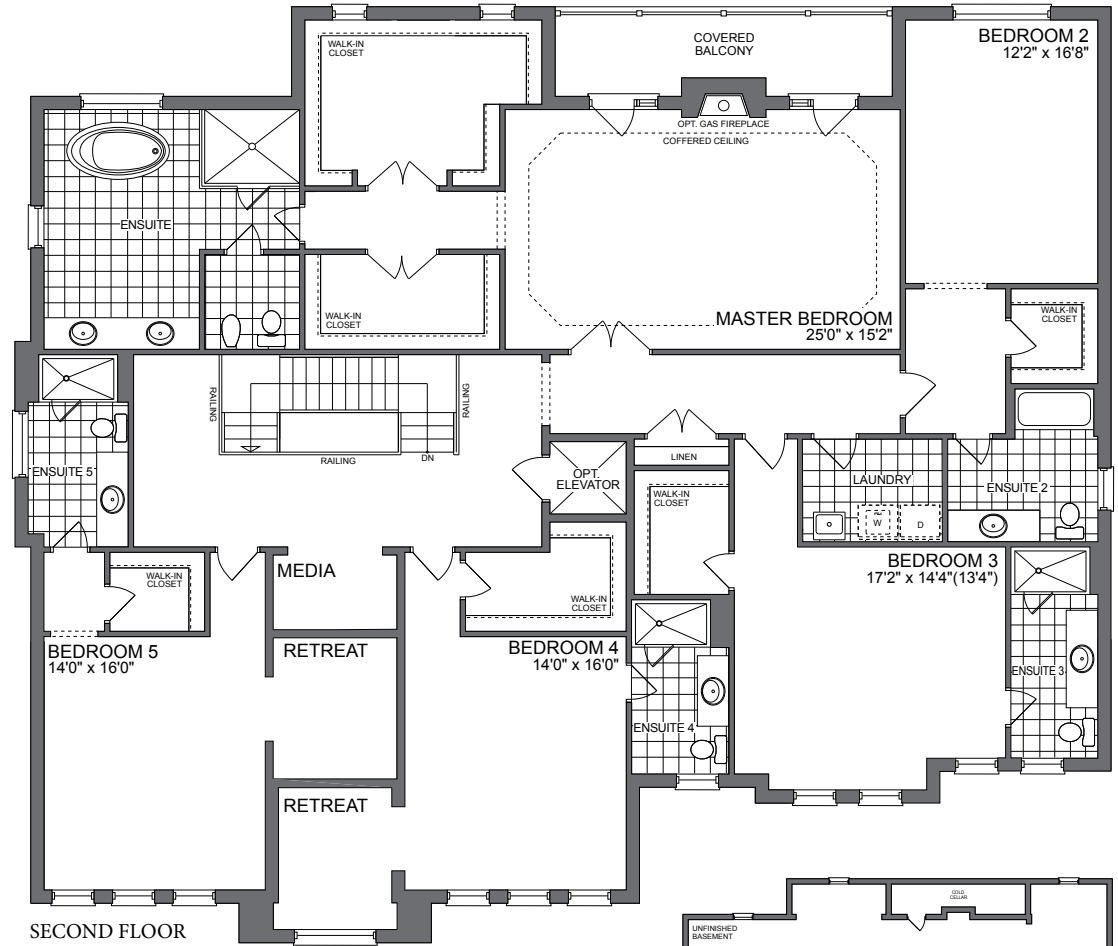 WALK-IN
CLOSET
COVERED
BALCONY
BEDROOM 2
12'2" x 16'8"
OPT. GAS FIREPLACE
COFFERED CEILING
ENSUITE
WALK-IN
CLOSET
MASTER BEDROOM
25'0" x 15'2"
WALK-IN
CLOSET
RAILING
RAILING
RAILING
DN
ENSUITE 5
OPT.
ELEVATOR
LINEN
LAUNDRY
W
D
ENSUITE 2
WALK-IN
CLOSET
MEDIA
WALK-IN
CLOSET
WALK-IN
CLOSET
BEDROOM 3
17'2" x 14'4"(13'4")
BEDROOM 5
14'0" x 16'0"
RETREAT
BEDROOM 4
14'0" x 16'0"
ENSUITE 3
ENSUITE 4
RETREAT
SECOND FLOOR
COLD
CELLAR
UNFINISHED
BASEMENT